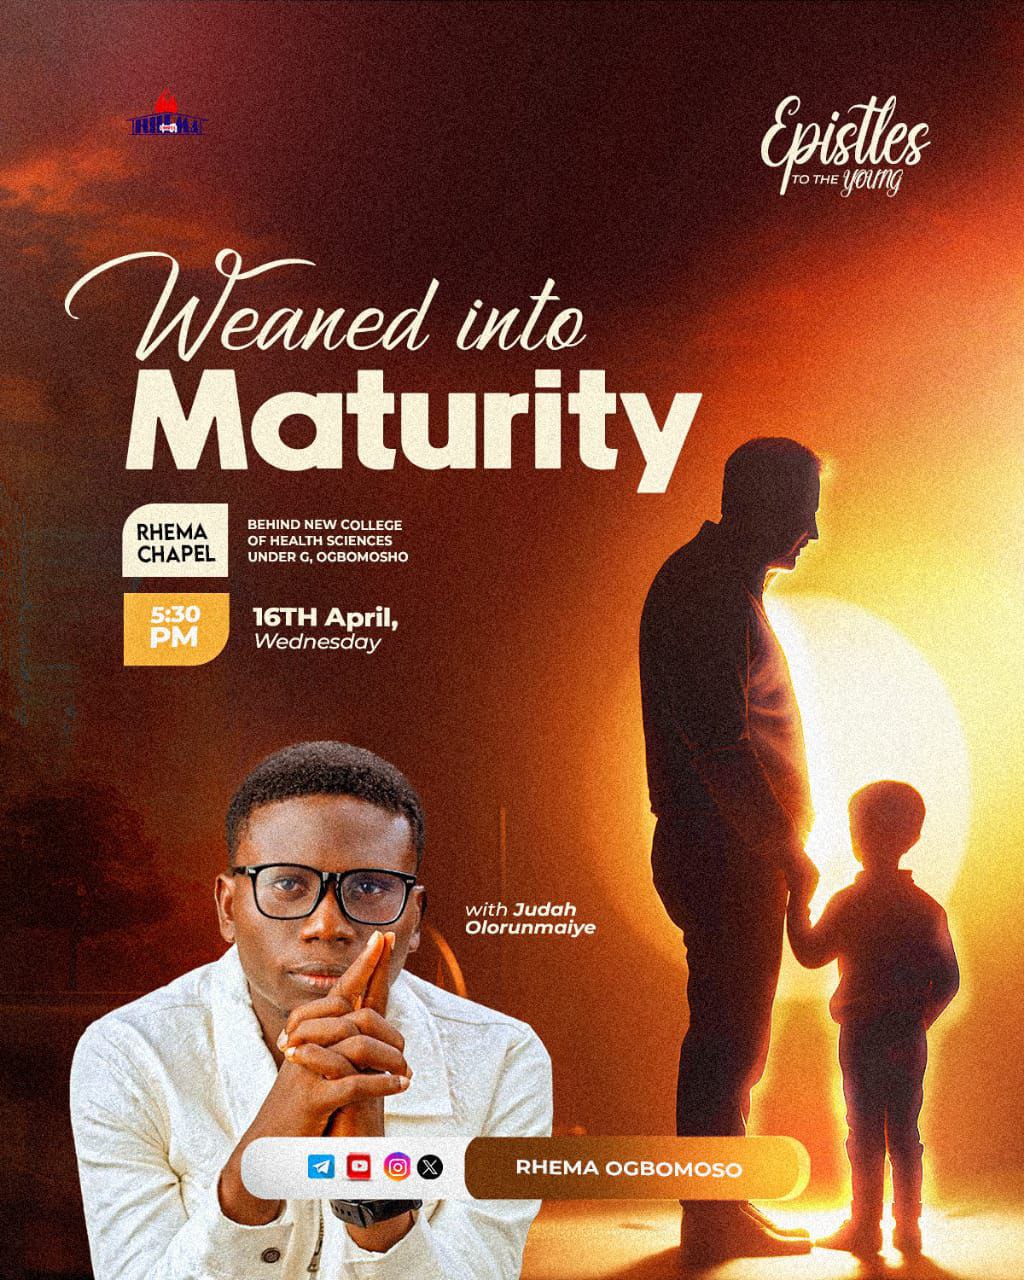 RHEMA
Epistles
TO THE young
Weaned into
Maturity
RHEMA
CHAPEL
BEHIND NEW COLLEGE
OF HEALTH SCIENCES
UNDER G, OGBOMOSHO
5:30
PM
16TH April,
Wednesday
with Judah
Olorunmaiye
RHEMA OGBOMOSO